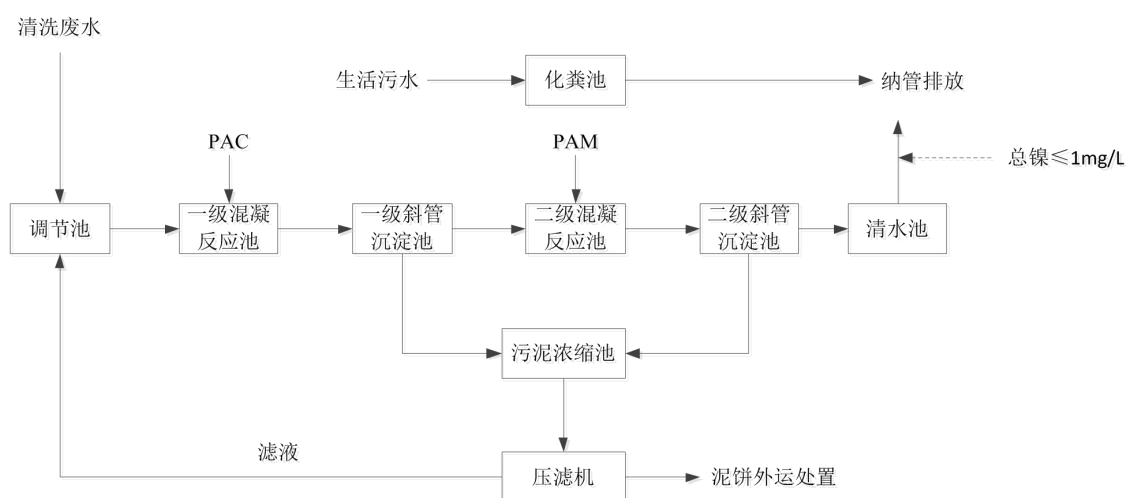 清洗废水
生活污水
化粪池
纳管排放
PAC
PAM
总镍≤1mg/L
调节池
一级混凝
反应池
一级斜管
沉淀池
二级混凝
反应池
二级斜管
沉淀池
清水池
污泥浓缩池
滤液
压滤机
泥饼外运处置